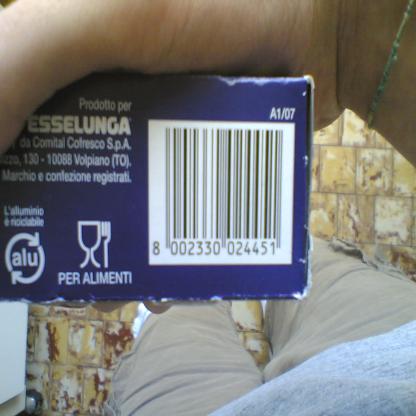 Prodotto per
ESSELUNGA
da Comital Cofresco S.p.A.
130 - 10088 Volpiano (TO).
Marchio e confezione registrati.
A1/07
8 002330 024451
L'alluminio
è riciclabile
alu
PER ALIMENTI